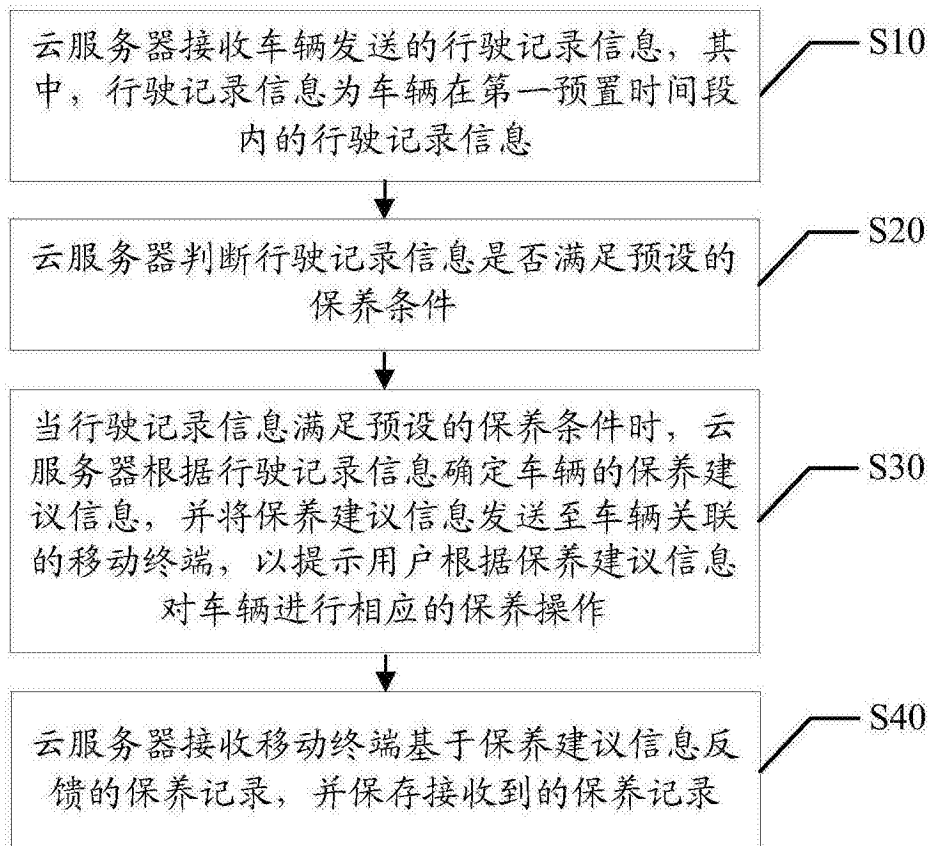 云服务器接收车辆发送的行驶记录信息，其
中，行驶记录信息为车辆在第一预置时间段
内的行驶记录信息
S10
云服务器判断行驶记录信息是否满足预设的
保养条件
S20
当行驶记录信息满足预设的保养条件时，云
服务器根据行驶记录信息确定车辆的保养建
议信息，并将保养建议信息发送至车辆关联
的移动终端，以提示用户根据保养建议信息
对车辆进行相应的保养操作
S30
云服务器接收移动终端基于保养建议信息反
馈的保养记录，并保存接收到的保养记录
S40